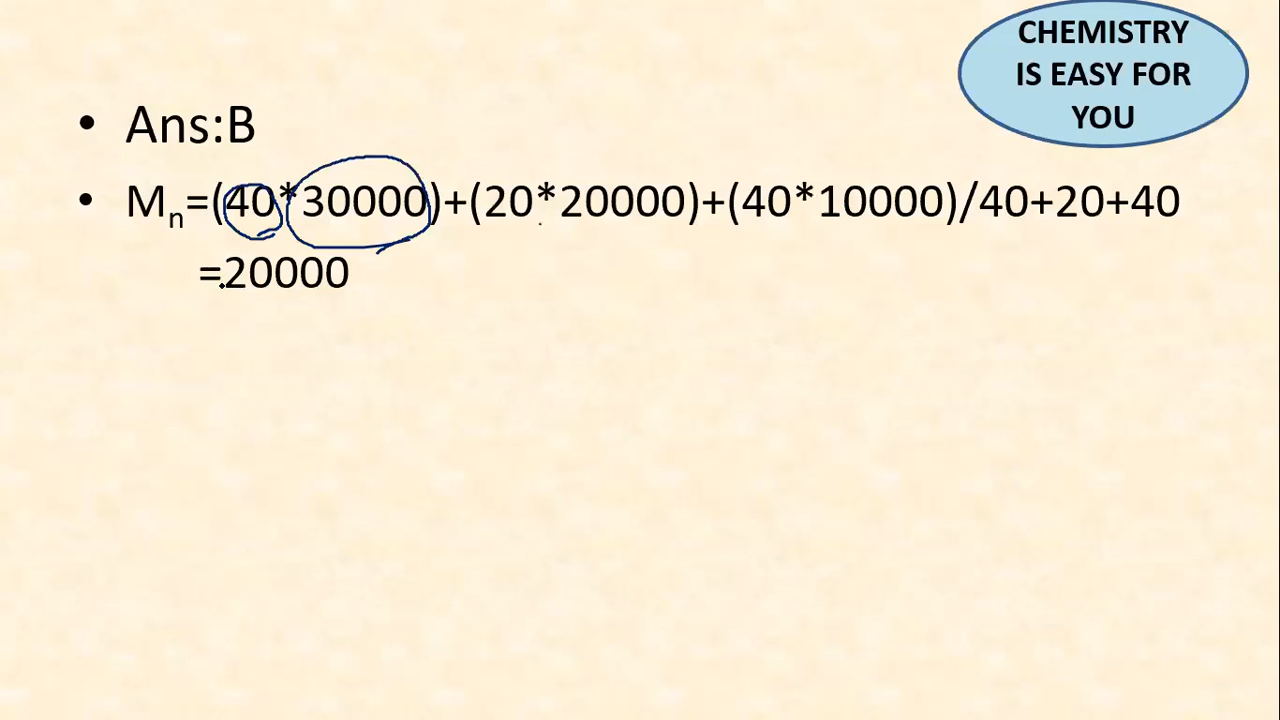 CHEMISTRY
IS EASY FOR
YOU
• Ans:B
• Mn=(40*30000)+(20*20000)+(40*10000)/40+20+40
=20000